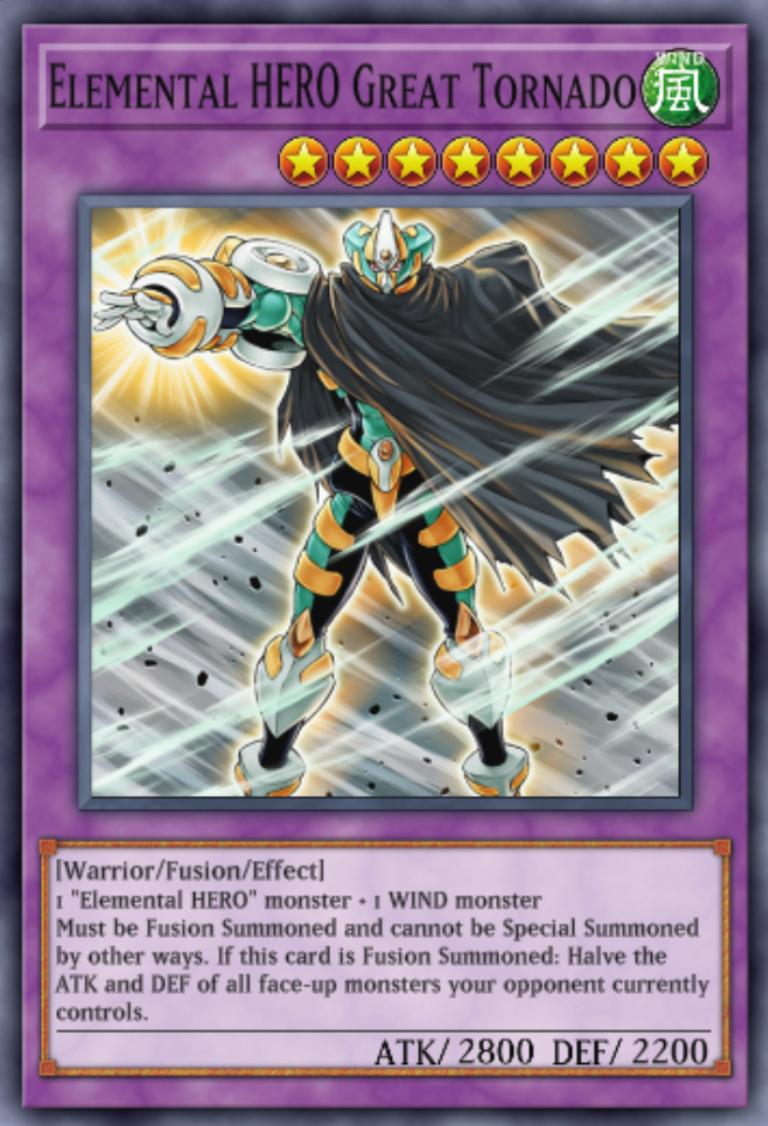 Elemental HERO Great Tornado
WIND
風
[Warrior/Fusion/Effect]
1 "Elemental HERO" monster + 1 WIND monster
Must be Fusion Summoned and cannot be Special Summoned
by other ways. If this card is Fusion Summoned: Halve the
ATK and DEF of all face-up monsters your opponent currently
controls.
ATK/ 2800 DEF/ 2200